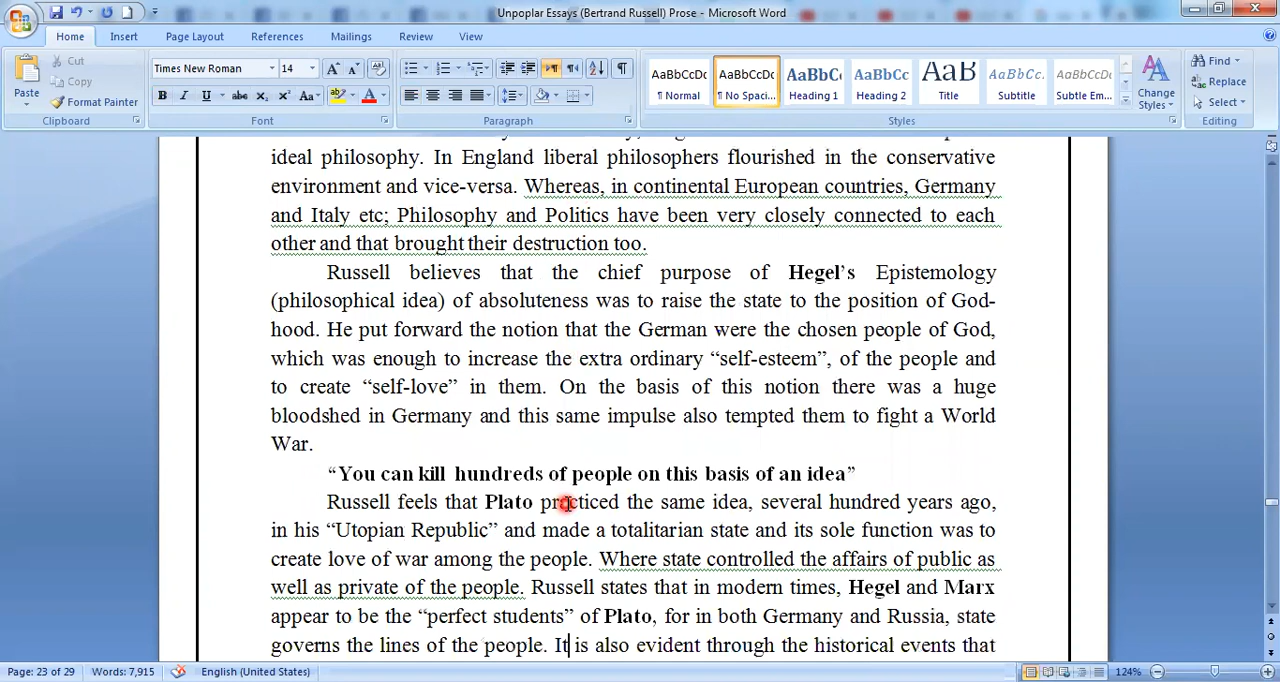 Unpoplar Essays (Bertrand Russell) Prose - Microsoft Word
Home Insert Page Layout References Mailings Review View
Paste
Cut
Copy
Format Painter
Clipboard
Times New Roman 14
Font
Paragraph
AaBbCcDc ¶ Normal
AaBbCcDc ¶ No Spaci...
AaBbCc Heading 1
AaBbCc Heading 2
AaB Title
AaBbCc. Subtitle
AaBbCcDc Subtle Em...
Change Styles
Styles
Find
Replace
Select
Editing
ideal philosophy. In England liberal philosophers flourished in the conservative
environment and vice-versa. Whereas, in continental European countries, Germany
and Italy etc; Philosophy and Politics have been very closely connected to each
other and that brought their destruction too.
Russell believes that the chief purpose of Hegel's Epistemology
(philosophical idea) of absoluteness was to raise the state to the position of God-
hood. He put forward the notion that the German were the chosen people of God,
which was enough to increase the extra ordinary “self-esteem”, of the people and
to create “self-love” in them. On the basis of this notion there was a huge
bloodshed in Germany and this same impulse also tempted them to fight a World
War.
“You can kill hundreds of people on this basis of an idea”
Russell feels that Plato practiced the same idea, several hundred years ago,
in his “Utopian Republic” and made a totalitarian state and its sole function was to
create love of war among the people. Where state controlled the affairs of public as
well as private of the people. Russell states that in modern times, Hegel and Marx
appear to be the “perfect students” of Plato, for in both Germany and Russia, state
governs the lines of the people. It is also evident through the historical events that
Page: 23 of 29 Words: 7,915 English (United States) 124%